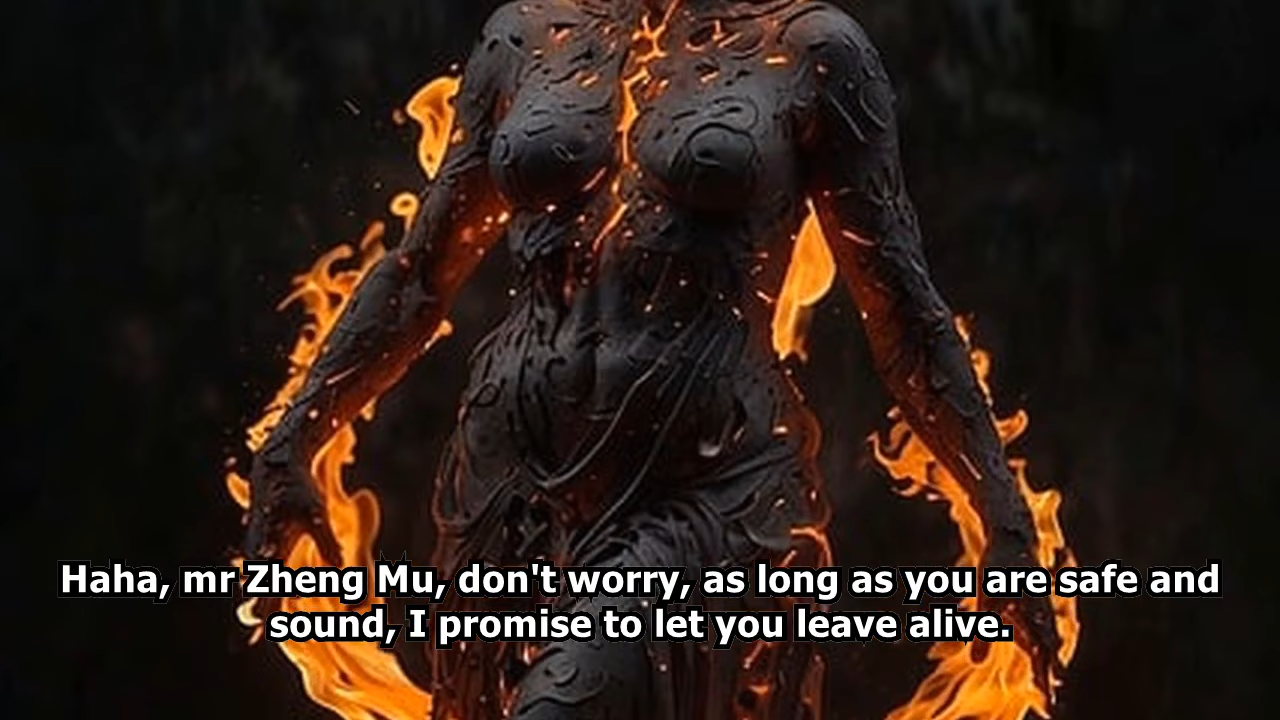 Haha, mr Zheng Mu, don't worry, as long as you are safe and
sound, I promise to let you leave alive.